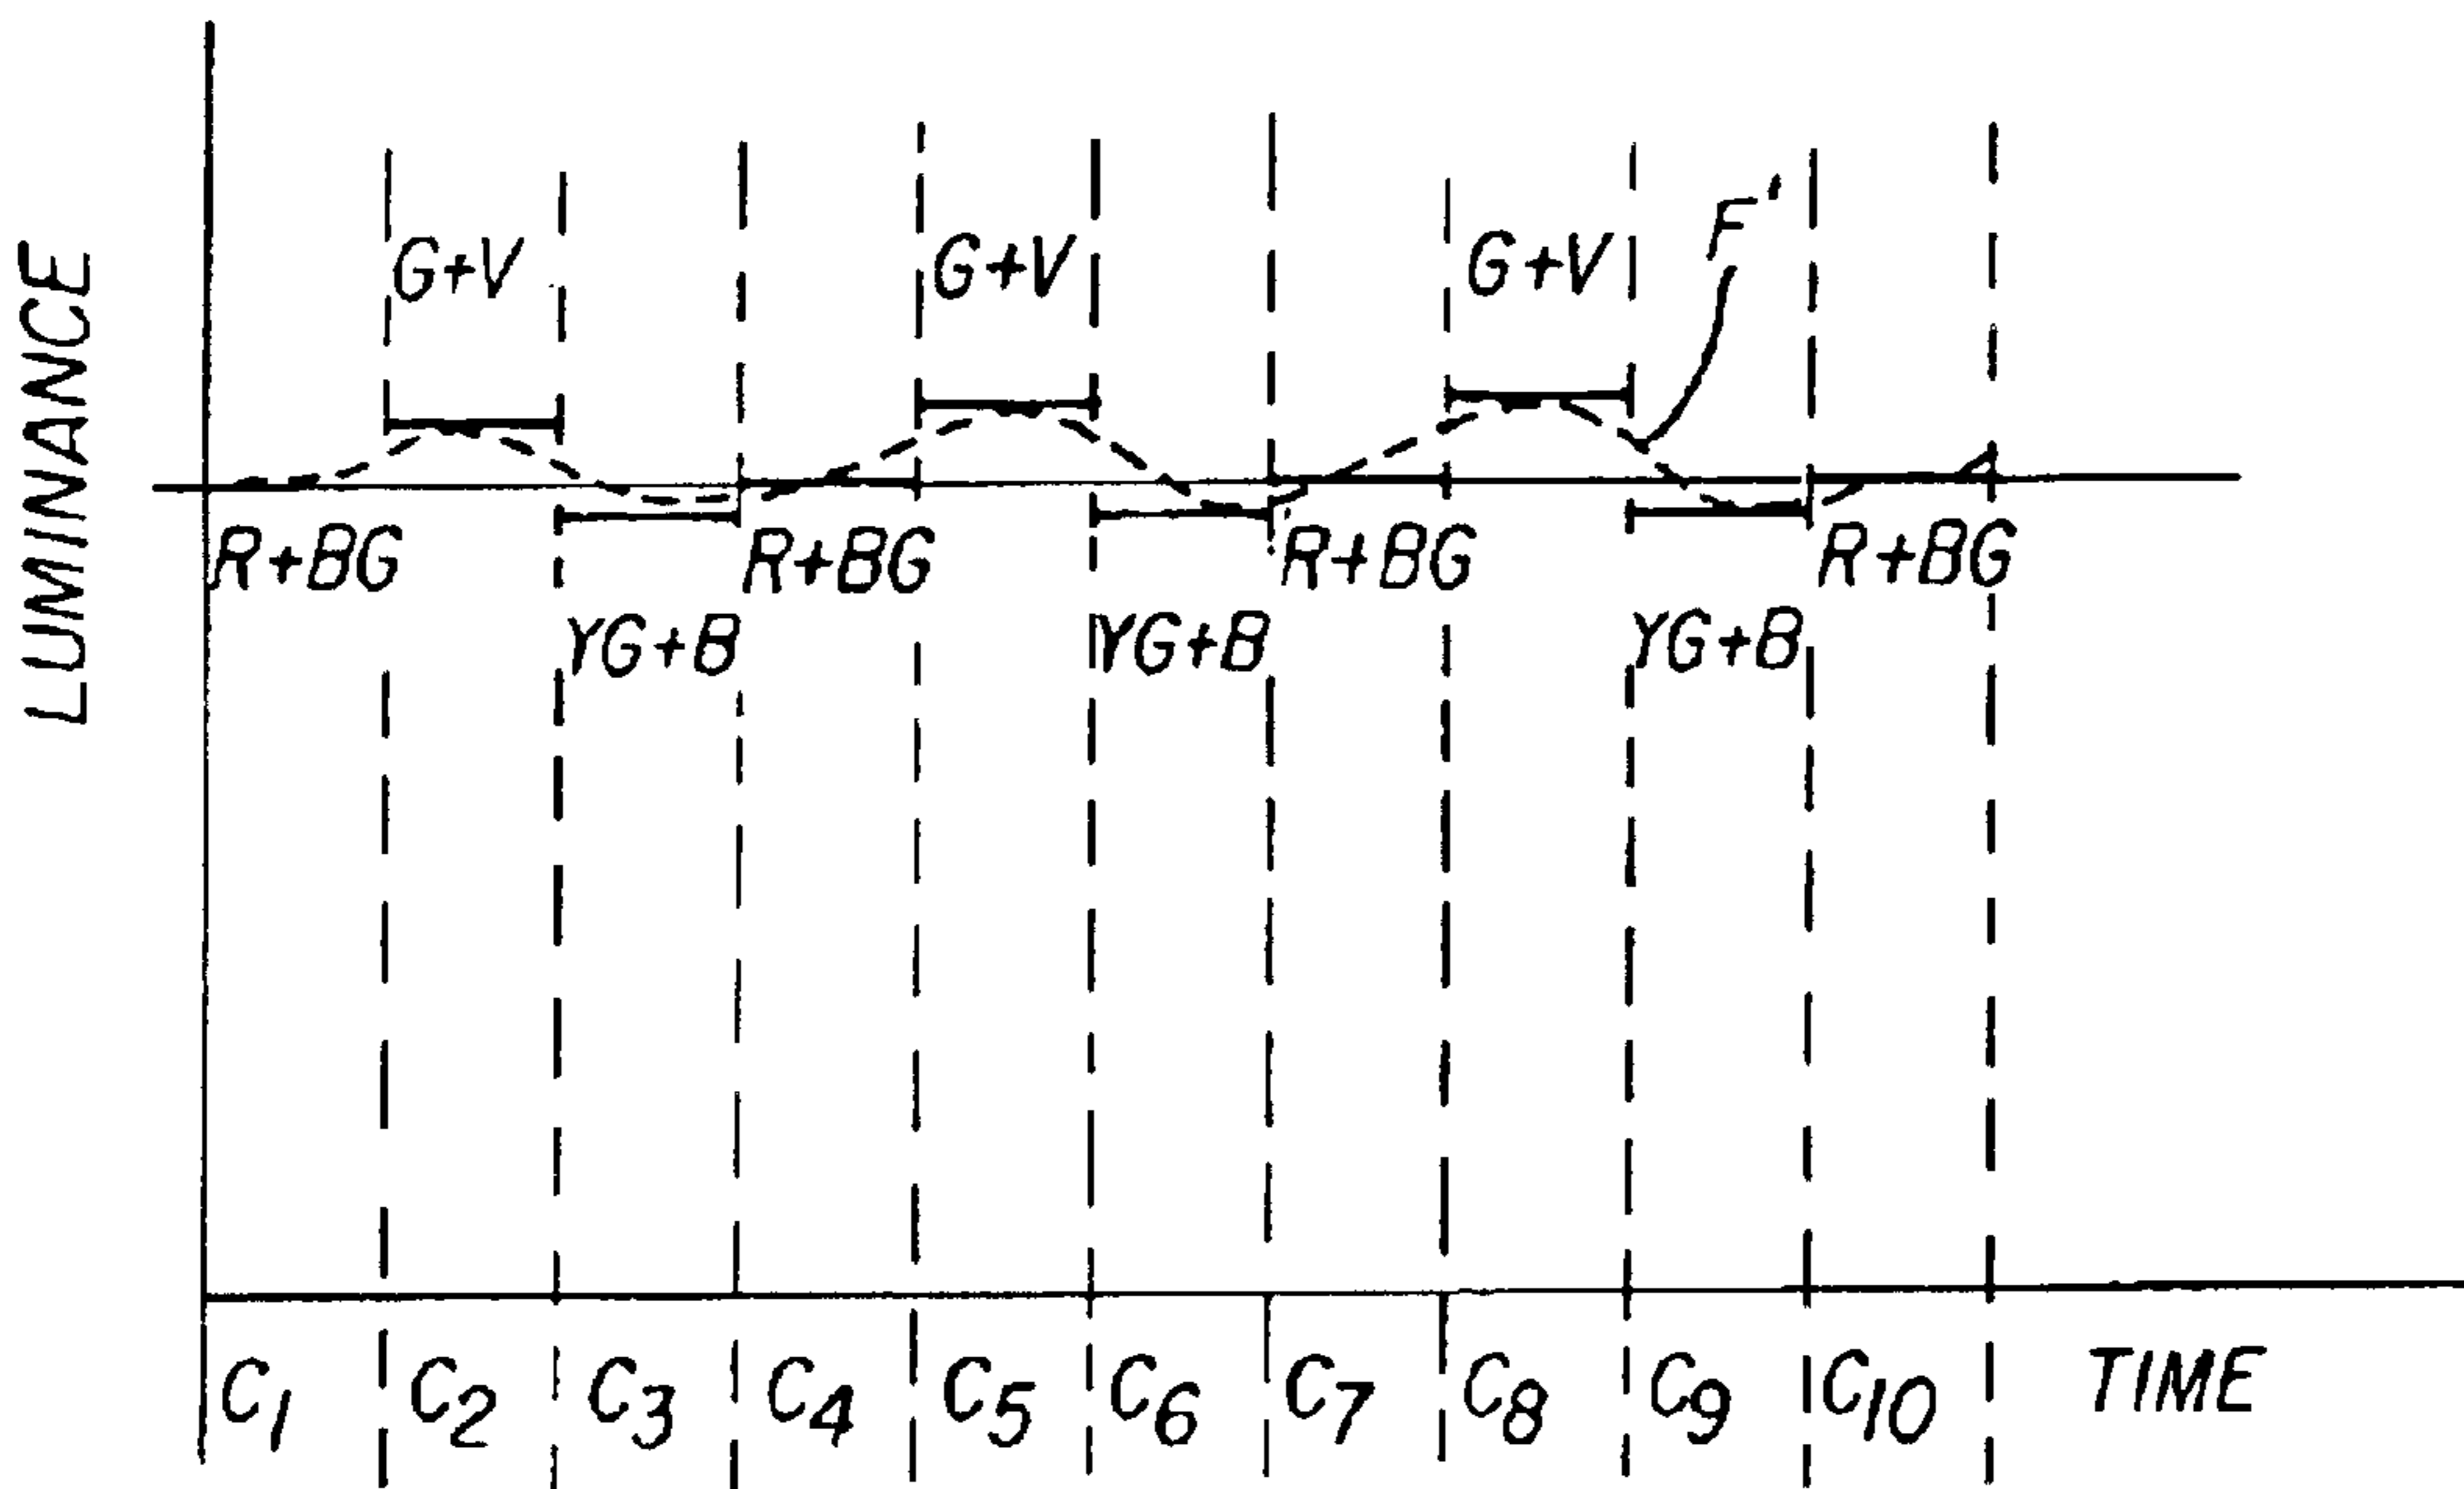 LUMINANCE
G+V G+V G+V F'
R+BG R+BG R+BG R+BG
YG+B YG+B YG+B
C1 C2 C3 C4 C5 C6 C7 C8 C9 C10 TIME